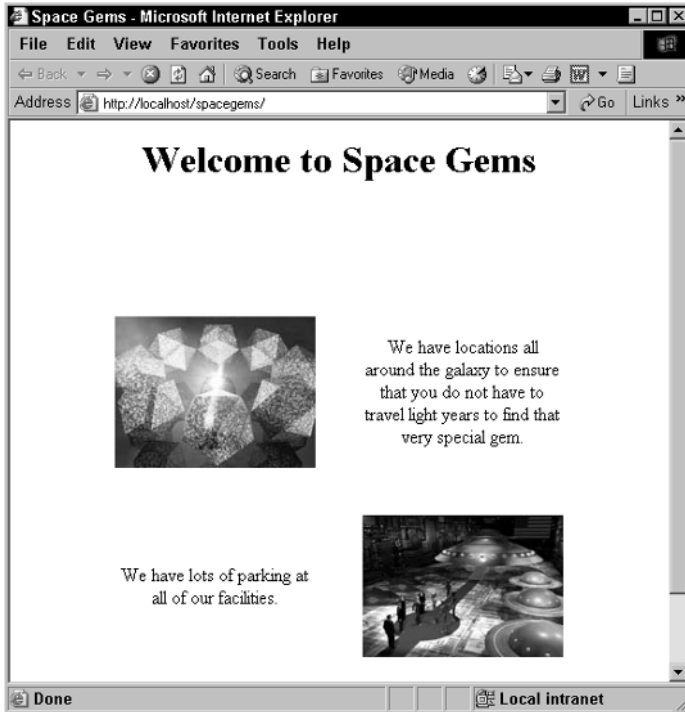 Space Gems - Microsoft Internet Explorer
File Edit View Favorites Tools Help
Back Search Favorites Media
Address http://localhost/spacegems/ Go Links »
Welcome to Space Gems
We have locations all
around the galaxy to ensure
that you do not have to
travel light years to find that
very special gem.
We have lots of parking at
all of our facilities.
Done Local intranet